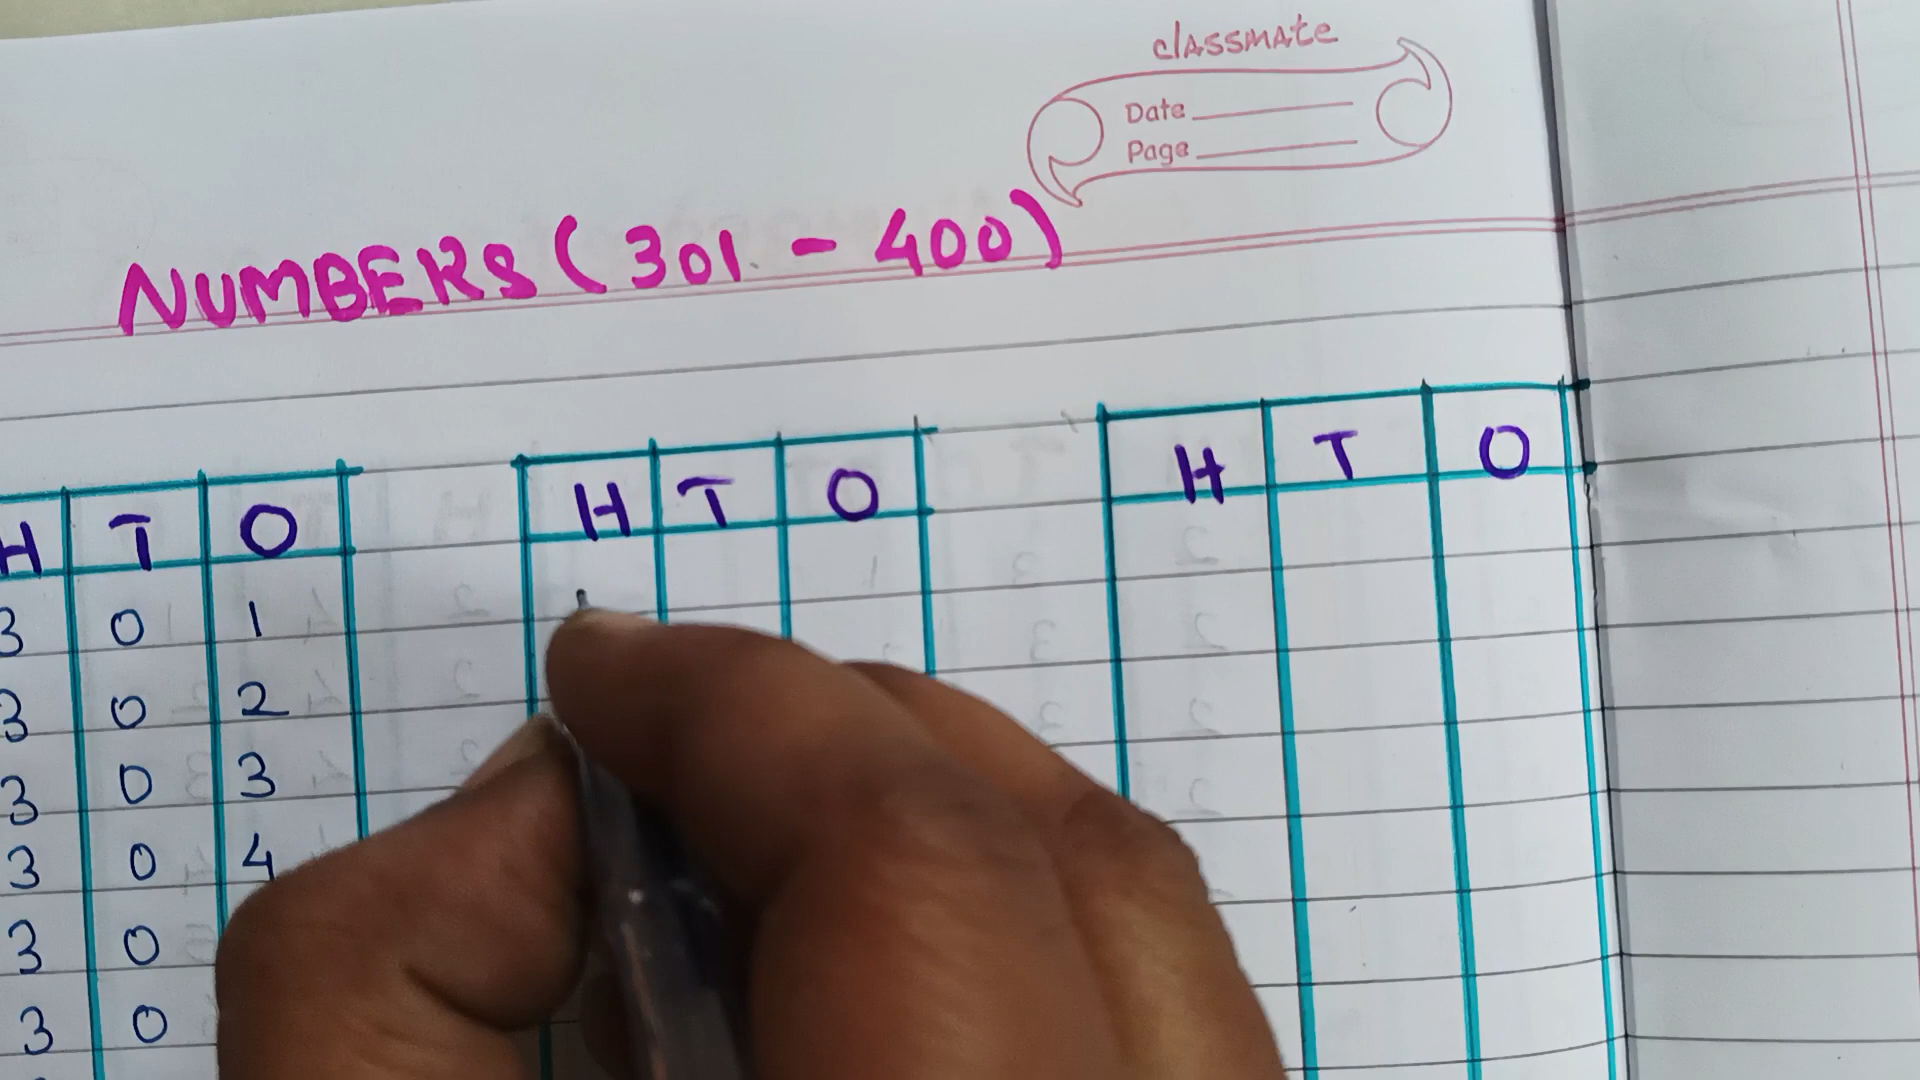 classmate
Date
Page
NUMBERS (301 - 400)
H T O H T O H T O
3 0 1
3 0 2
3 0 3
3 0 4
3 0
3 0